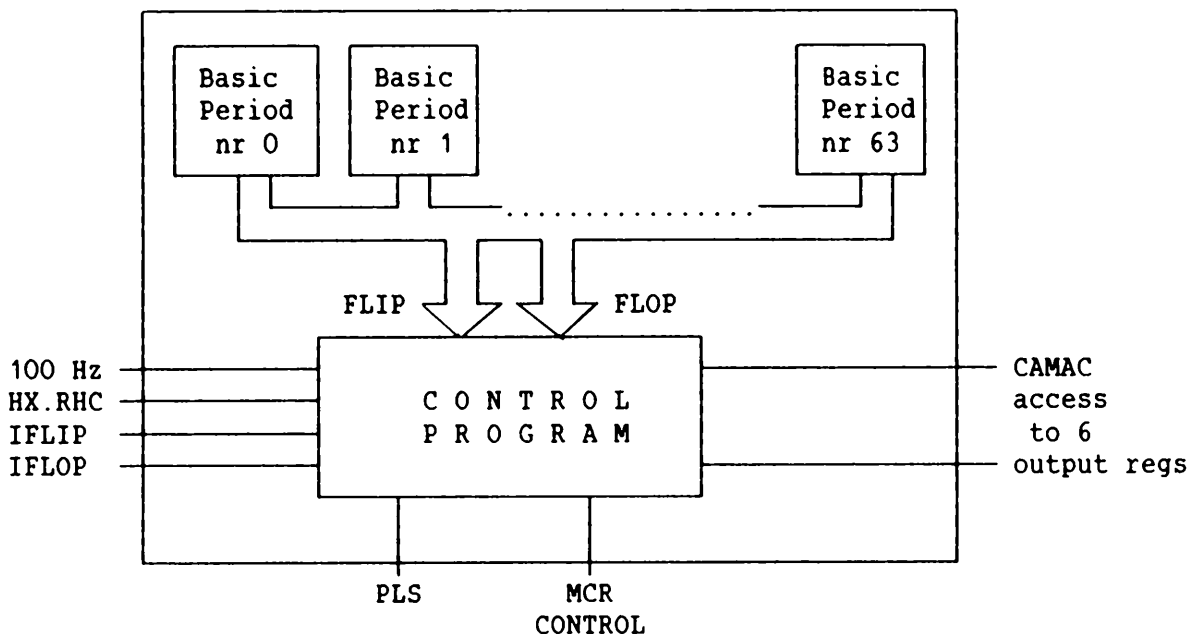 Basic
Period
nr 0
Basic
Period
nr 1
Basic
Period
nr 63
. . . . . . . . . . . . . . . . . .
FLIP
FLOP
100 Hz
HX.RHC
IFLIP
IFLOP
C O N T R O L
P R O G R A M
CAMAC
access
to 6
output regs
PLS
MCR
CONTROL